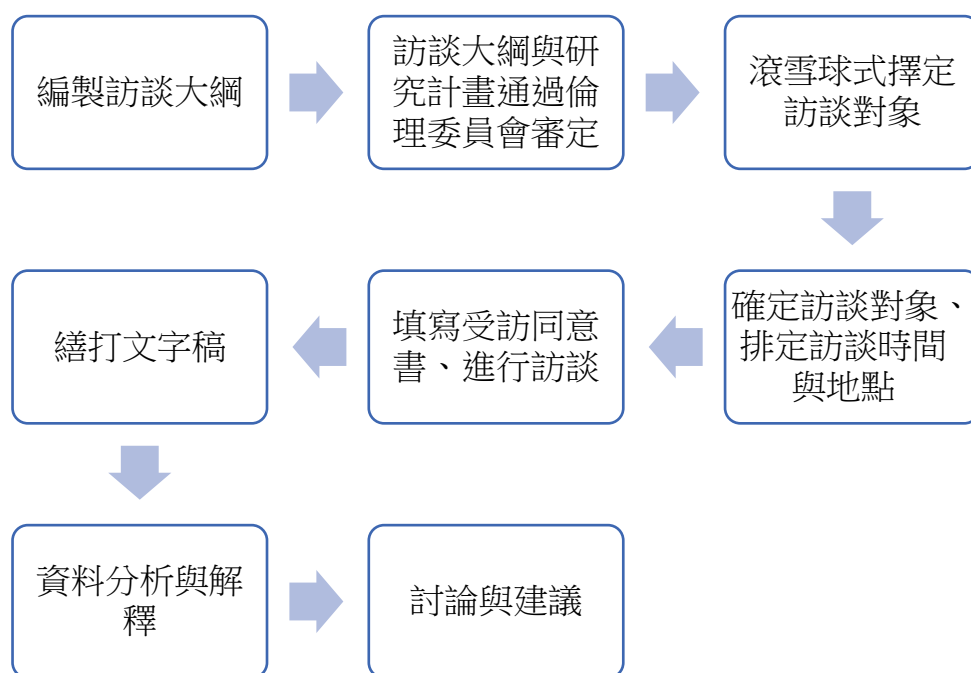 編製訪談大綱
訪談大綱與研
究計畫通過倫
理委員會審定
滾雪球式擇定
訪談對象
確定訪談對象、
排定訪談時間
與地點
填寫受訪同意
書、進行訪談
繕打文字稿
資料分析與解
釋
討論與建議